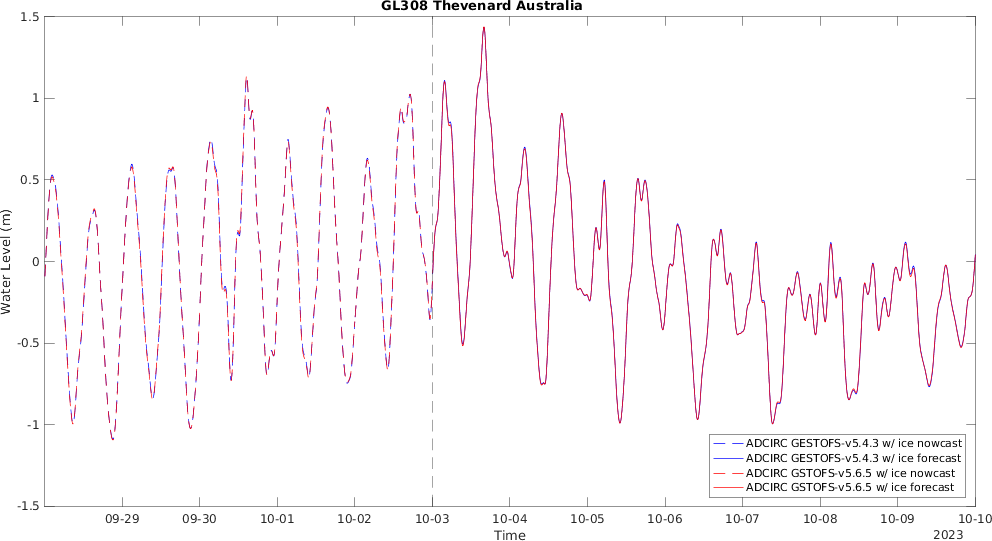 GL308 Thevenard Australia
1.5
1
0.5
0
-0.5
-1
-1.5
Water Level (m)
ADCIRC GESTOFS-v5.4.3 w/ ice nowcast
ADCIRC GESTOFS-v5.4.3 w/ ice forecast
ADCIRC GSTOFS-v5.6.5 w/ ice nowcast
ADCIRC GSTOFS-v5.6.5 w/ ice forecast
09-29 09-30 10-01 10-02 10-03 10-04 10-05 10-06 10-07 10-08 10-09 10-10
Time
2023